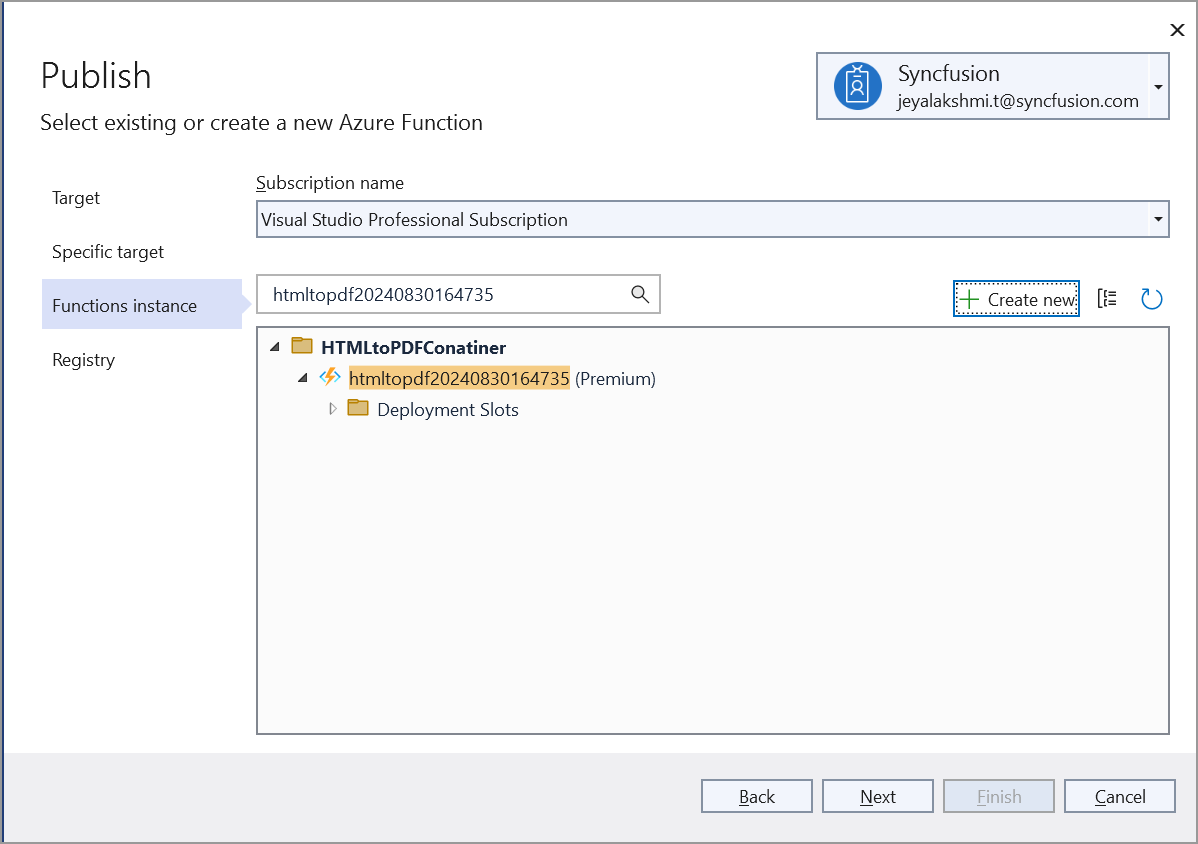 Publish
Select existing or create a new Azure Function
Syncfusion
jeyalakshmi.t@syncfusion.com
Target
Specific target
Functions instance
Registry
Subscription name
Visual Studio Professional Subscription
htmltopdf20240830164735
Create new
HTMLtoPDFConatiner
htmltopdf20240830164735 (Premium)
Deployment Slots
Back
Next
Finish
Cancel